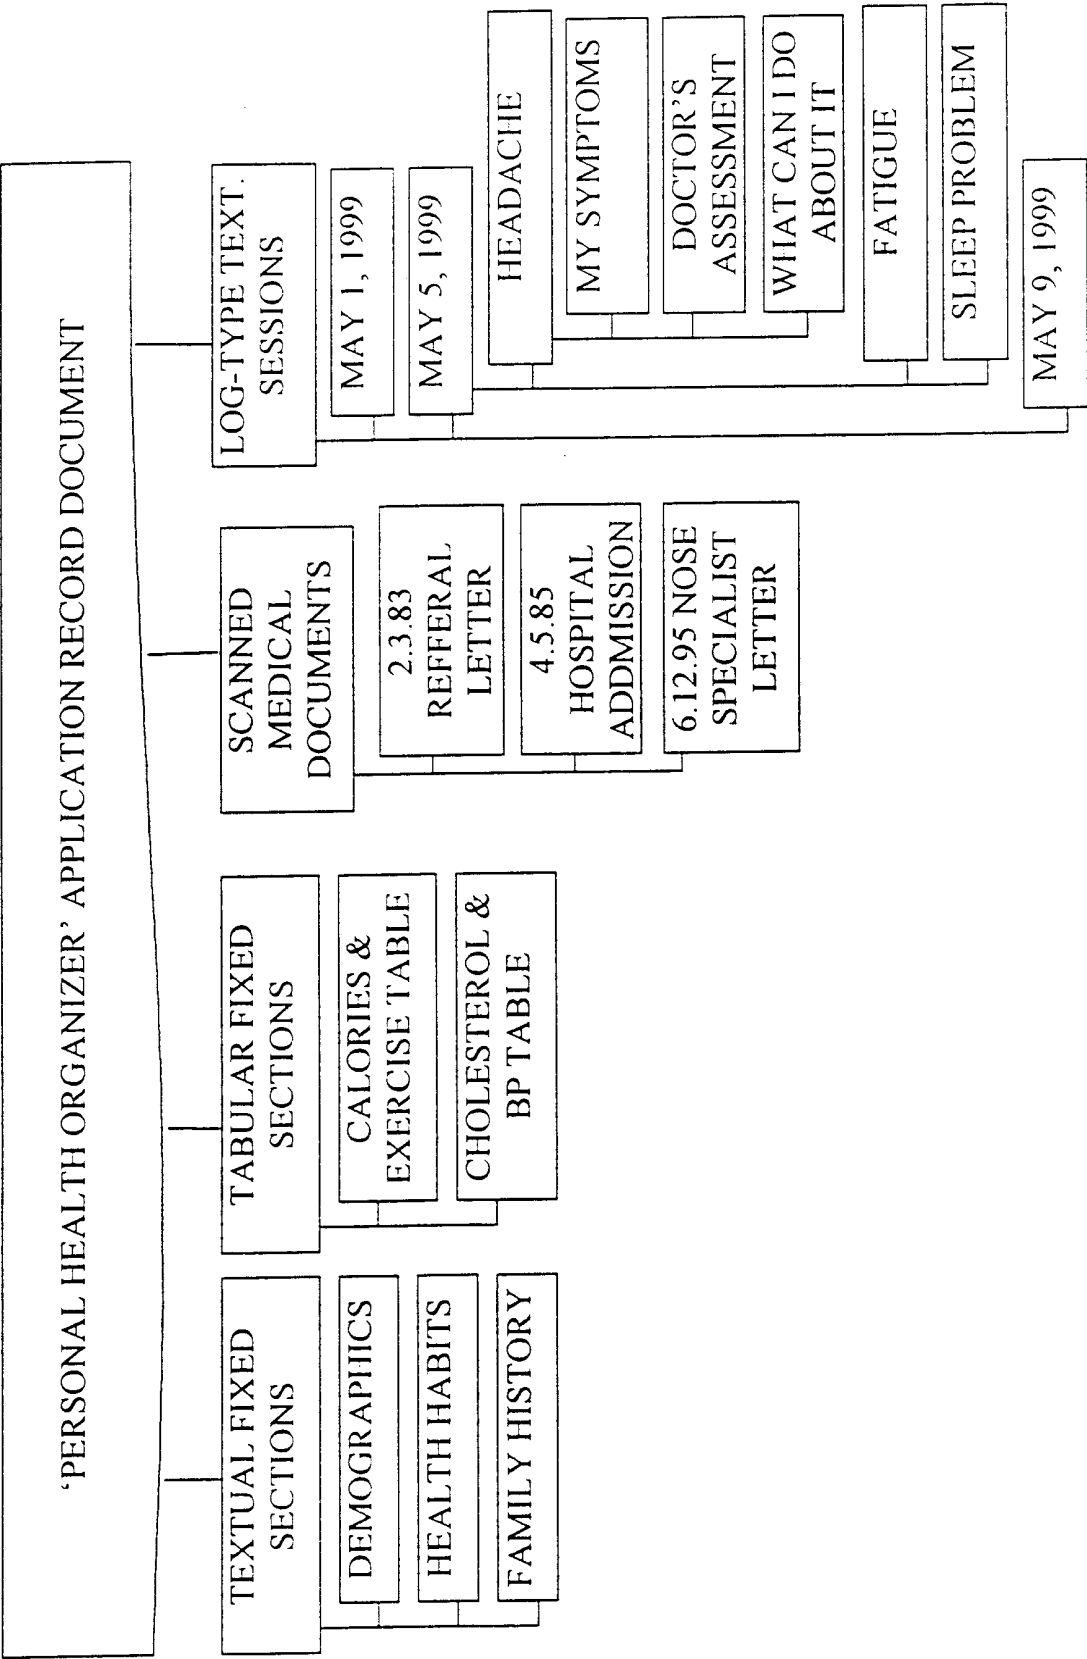 ‘PERSONAL HEALTH ORGANIZER’ APPLICATION RECORD DOCUMENT
TEXTUAL FIXED
SECTIONS
DEMOGRAPHICS
HEALTH HABITS
FAMILY HISTORY
TABULAR FIXED
SECTIONS
CALORIES &
EXERCISE TABLE
CHOLESTEROL &
BP TABLE
SCANNED
MEDICAL
DOCUMENTS
2.3.83
REFFERAL
LETTER
4.5.85
HOSPITAL
ADDMISSION
6.12.95 NOSE
SPECIALIST
LETTER
LOG-TYPE TEXT.
SESSIONS
MAY 1, 1999
MAY 5, 1999
HEADACHE
MY SYMPTOMS
DOCTOR'S
ASSESSMENT
WHAT CAN I DO
ABOUT IT
FATIGUE
SLEEP PROBLEM
MAY 9, 1999